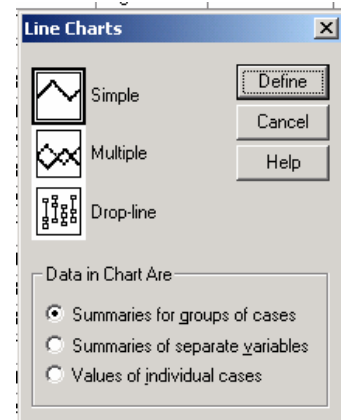 Line Charts
Simple
Define
Cancel
Multiple
Help
Drop-line
Data in Chart Are
Summaries for groups of cases
Summaries of separate variables
Values of individual cases